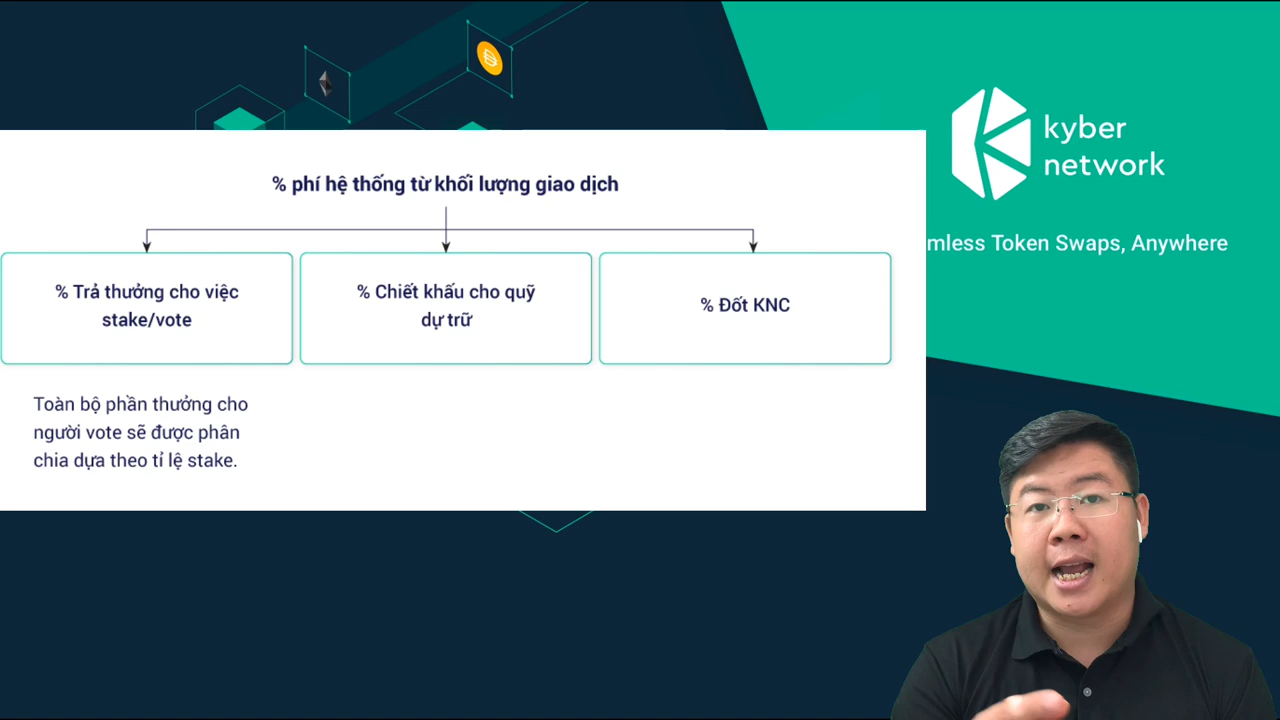 kyber
network
mless Token Swaps, Anywhere
% phí hệ thống từ khối lượng giao dịch
% Trả thưởng cho việc
stake/vote
% Chiết khấu cho quỹ
dự trữ
% Đốt KNC
Toàn bộ phần thưởng cho
người vote sẽ được phân
chia dựa theo tỉ lệ stake.